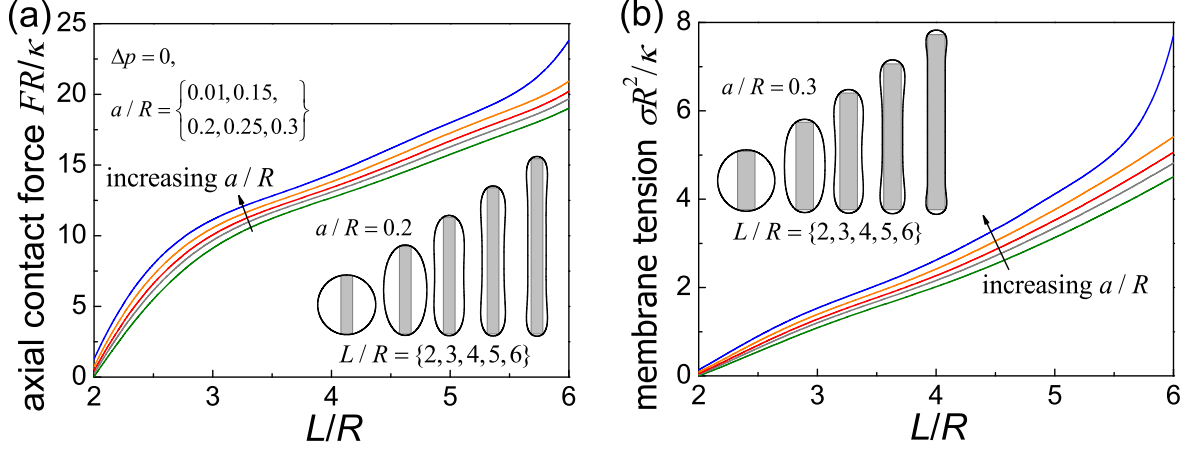 (a)
axial contact force FR/κ
25
20
15
10
5
0
2
3
4
5
6
L/R
Δp = 0,
a / R = {0.01, 0.15,
0.2, 0.25, 0.3}
increasing a / R
a / R = 0.2
L / R = {2, 3, 4, 5, 6}
(b)
membrane tension σR²/κ
8
6
4
2
0
2
3
4
5
6
L/R
a / R = 0.3
L / R = {2, 3, 4, 5, 6}
increasing a / R